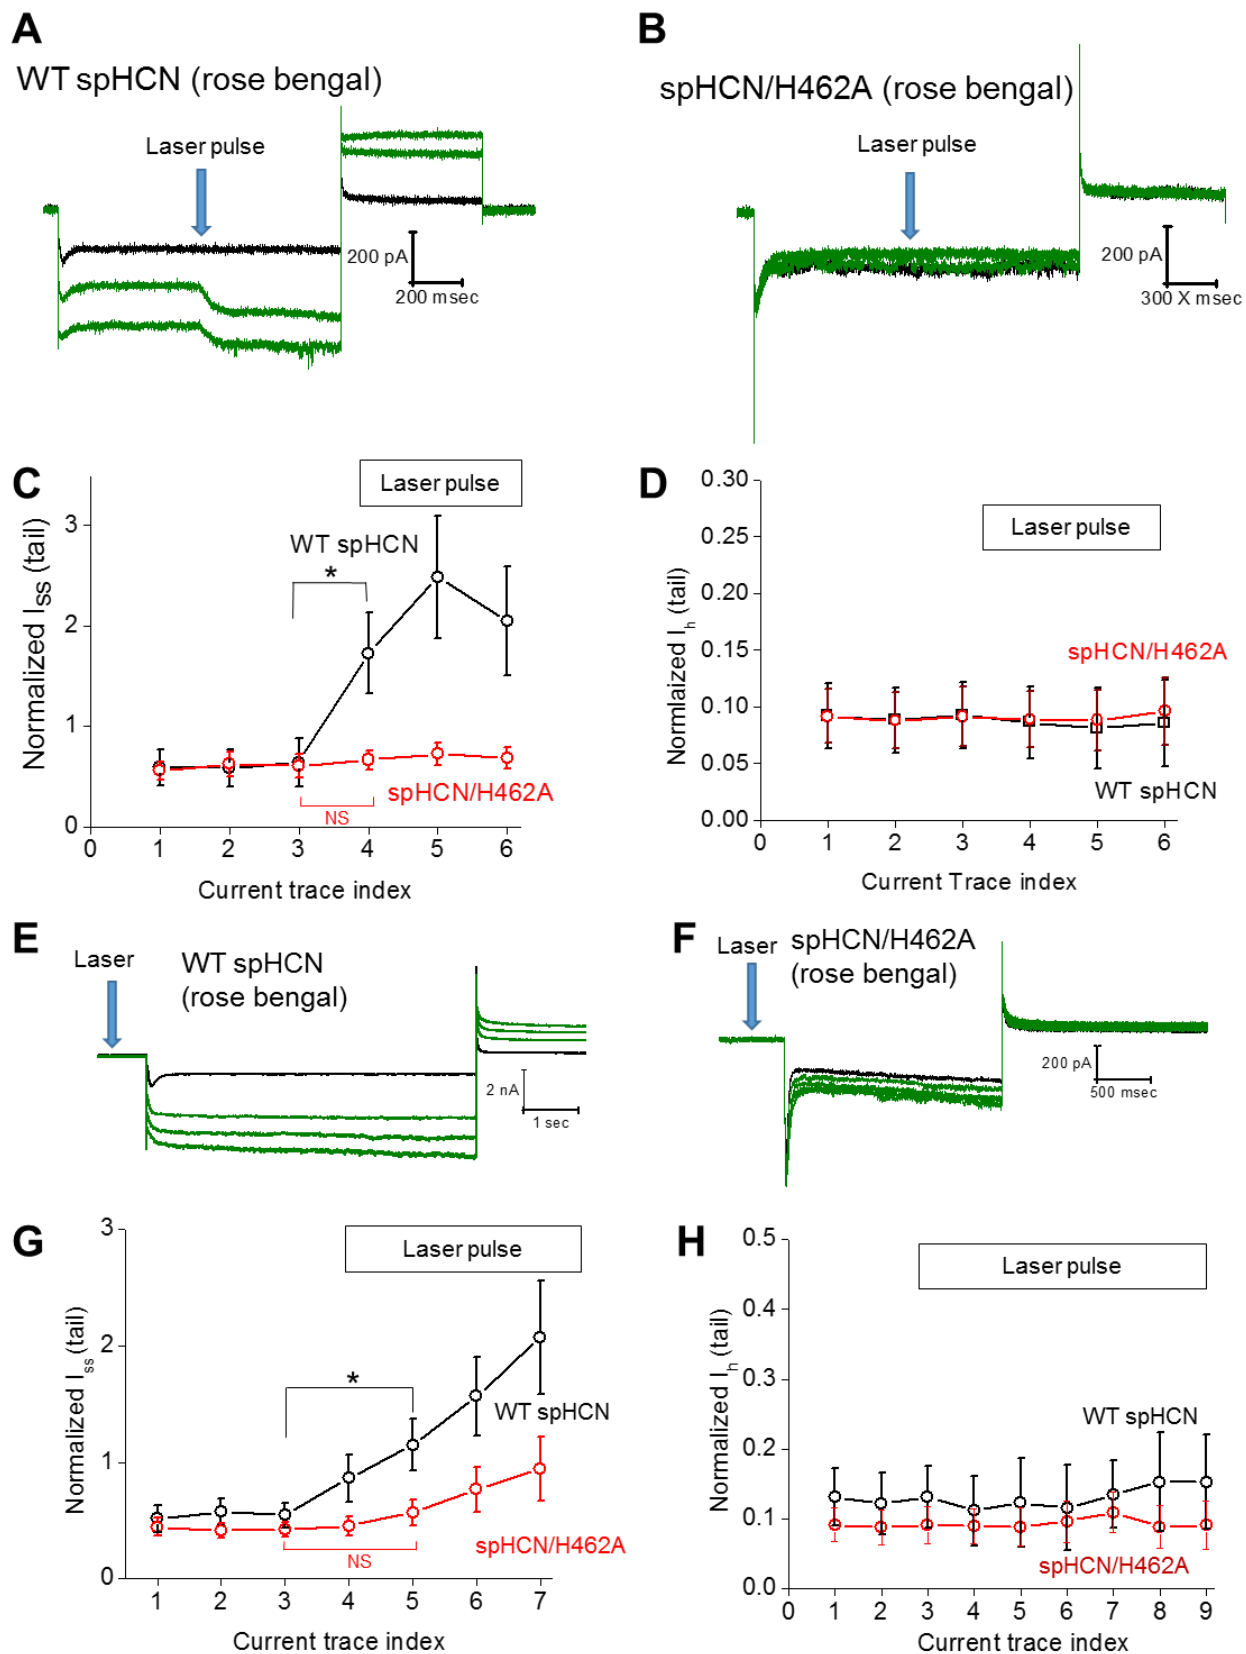 A
WT spHCN (rose bengal)
Laser pulse
200 pA
200 msec
B
spHCN/H462A (rose bengal)
Laser pulse
200 pA
300 X msec
C
Laser pulse
WT spHCN
*
3
2
1
0
Normalized ISS (tail)
spHCN/H462A
NS
0 1 2 3 4 5 6
Current trace index
D
0.30
0.25
0.20
0.15
0.10
0.05
0.00
Normlaized Ih (tail)
Laser pulse
spHCN/H462A
WT spHCN
0 1 2 3 4 5 6
Current Trace index
E
Laser
WT spHCN
(rose bengal)
2 nA
1 sec
F
Laser
spHCN/H462A
(rose bengal)
200 pA
500 msec
G
3
2
1
0
Normalized Iss (tail)
Laser pulse
*
WT spHCN
spHCN/H462A
NS
1 2 3 4 5 6 7
Current trace index
H
0.5
0.4
0.3
0.2
0.1
0.0
Normalized Ih (tail)
Laser pulse
WT spHCN
spHCN/H462A
0 1 2 3 4 5 6 7 8 9
Current trace index